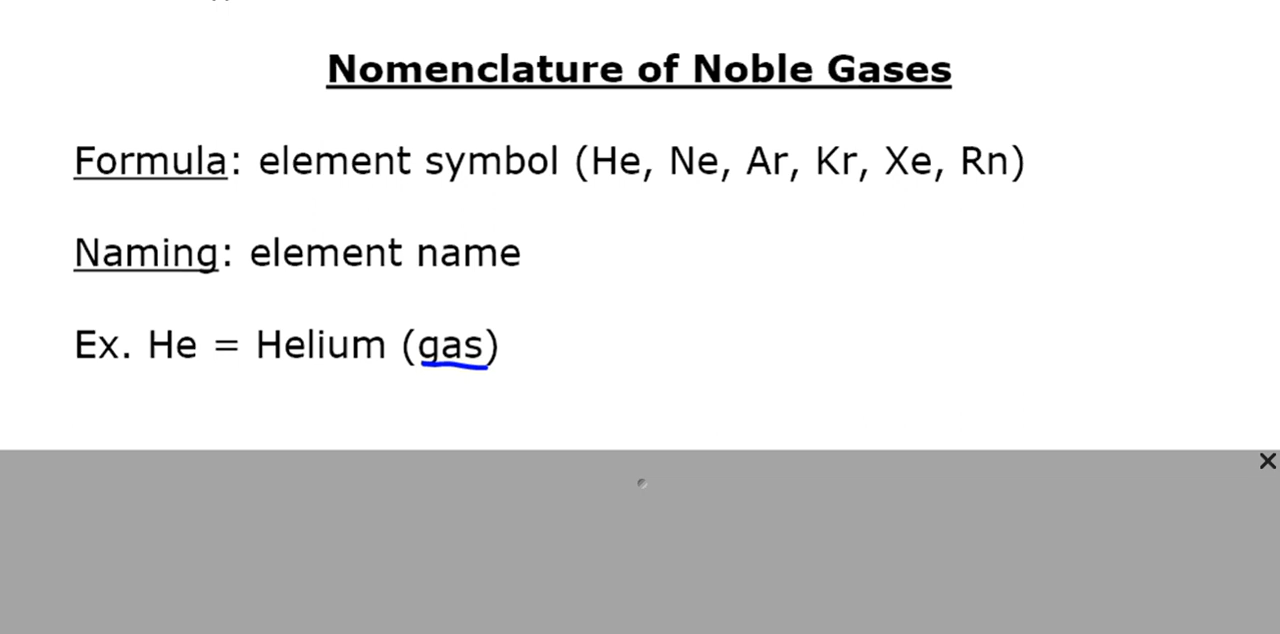 Nomenclature of Noble Gases
Formula: element symbol (He, Ne, Ar, Kr, Xe, Rn)
Naming: element name
Ex. He = Helium (gas)